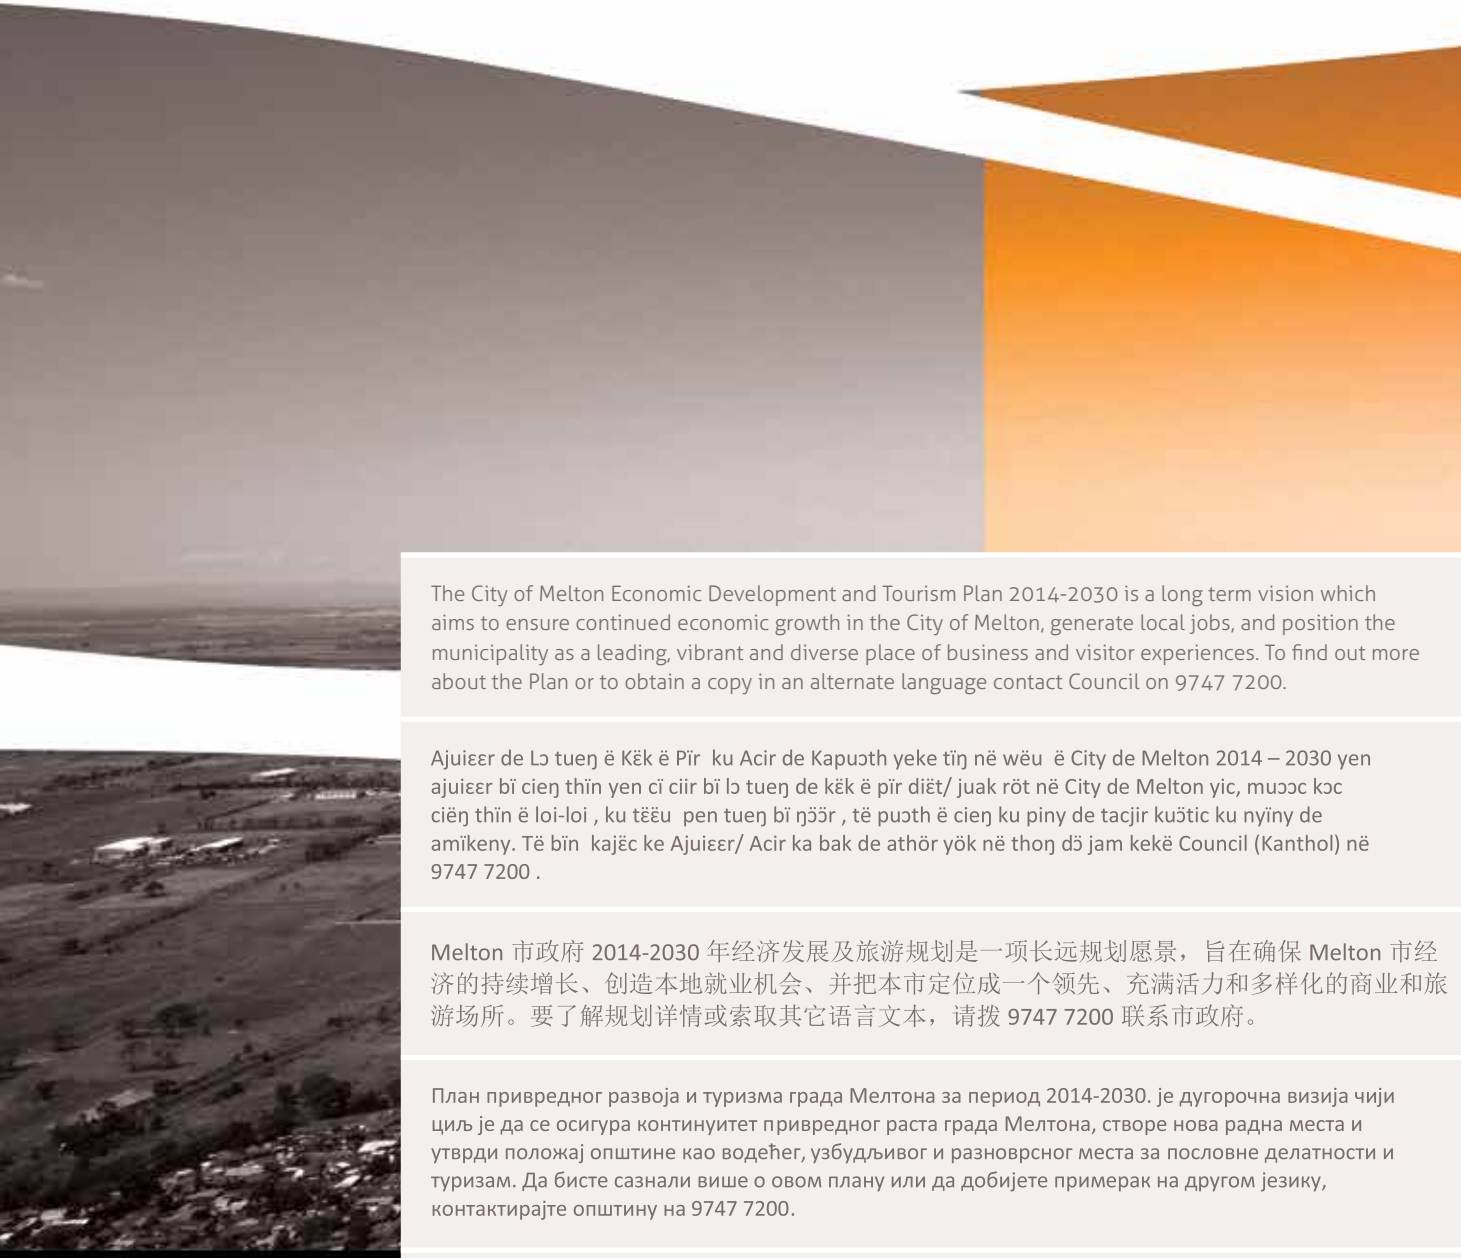 The City of Melton Economic Development and Tourism Plan 2014-2030 is a long term vision which
aims to ensure continued economic growth in the City of Melton, generate local jobs, and position the
municipality as a leading, vibrant and diverse place of business and visitor experiences. To find out more
about the Plan or to obtain a copy in an alternate language contact Council on 9747 7200.
Ajuiɛɛr de Lɔ tueŋ ë Kɛ̈k ë Pïr ku Acir de Kapuɔth yeke tïŋ në wëu ë City de Melton 2014 – 2030 yen
ajuiɛɛr bï cieŋ thïn yen cï ciir bï lɔ tueŋ de kɛ̈k ë pïr diɛ̈t/ juak röt në City de Melton yic, muɔɔc kɔc
ciëŋ thïn ë loi-loi , ku tɛ̈ɛ̈u pen tueŋ bï ŋɔ̈ɔ̈r , të puɔth ë cieŋ ku piny de tacjir kuɔ̈tic ku nyïny de
amïkeny. Të bïn kajɛ̈c ke Ajuiɛɛr/ Acir ka bak de athör yök në thoŋ dɔ̈ jam kekë Council (Kanthol) në
9747 7200 .
Melton 市政府 2014-2030 年经济发展及旅游规划是一项长远规划愿景，旨在确保 Melton 市经
济的持续增长、创造本地就业机会、并把本市定位成一个领先、充满活力和多样化的商业和旅
游场所。要了解规划详情或索取其它语言文本，请拨 9747 7200 联系市政府。
План привредног развоја и туризма града Мелтона за период 2014-2030. је дугорочна визија чији
циљ је да се осигура континуитет привредног раста града Мелтона, створе нова радна места и
утврди положај општине као водећег, узбудљивог и разноврсног места за пословне делатности и
туризам. Да бисте сазнали више о овом плану или да добијете примерак на другом језику,
контактирајте општину на 9747 7200.